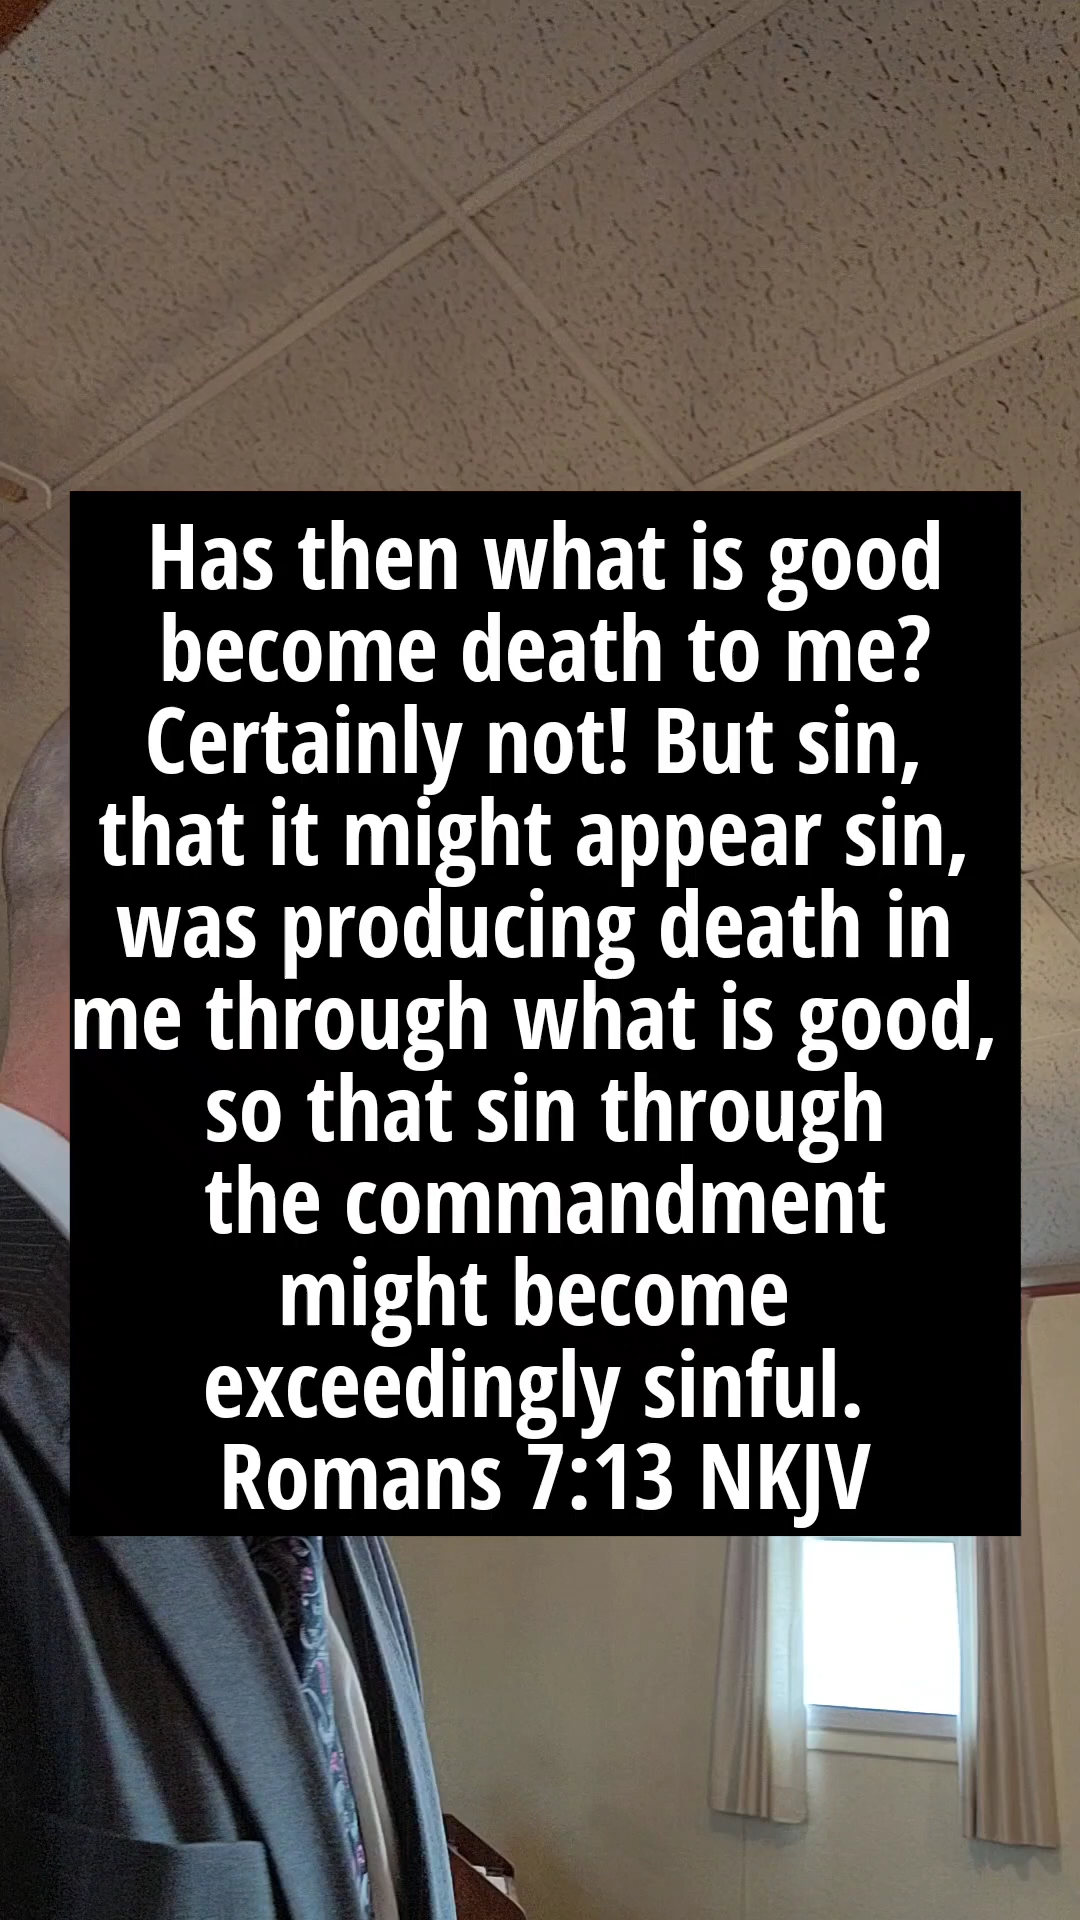 Has then what is good
become death to me?
Certainly not! But sin,
that it might appear sin,
was producing death in
me through what is good,
so that sin through
the commandment
might become
exceedingly sinful.
Romans 7:13 NKJV